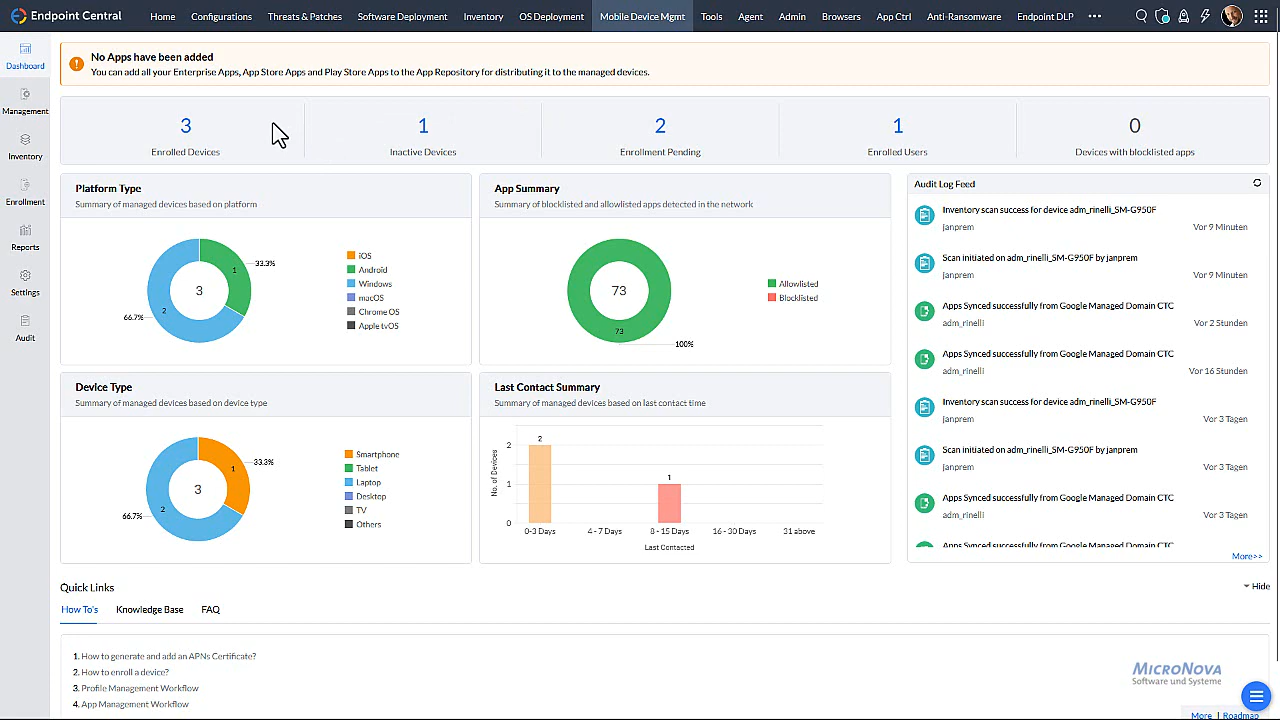 Endpoint Central
Home
Configurations
Threats & Patches
Software Deployment
Inventory
OS Deployment
Mobile Device Mgmt
Tools
Agent
Admin
Browsers
App Ctrl
Anti-Ransomware
Endpoint DLP
Dashboard
Management
Inventory
Enrollment
Reports
Settings
Audit
No Apps have been added
You can add all your Enterprise Apps, App Store Apps and Play Store Apps to the App Repository for distributing it to the managed devices.
3
Enrolled Devices
1
Inactive Devices
2
Enrollment Pending
1
Enrolled Users
0
Devices with blocklisted apps
Platform Type
Summary of managed devices based on platform
33.3%
1
3
2
66.7%
iOS
Android
Windows
macOS
Chrome OS
Apple tvOS
App Summary
Summary of blocklisted and allowlisted apps detected in the network
73
73
100%
Allowlisted
Blocklisted
Device Type
Summary of managed devices based on device type
33.3%
1
3
2
66.7%
Smartphone
Tablet
Laptop
Desktop
TV
Others
Last Contact Summary
Summary of managed devices based on last contact time
No. of Devices
2
1
0
2
1
0-3 Days
4 - 7 Days
8 - 15 Days
16 - 30 Days
31 above
Last Contacted
Audit Log Feed
Inventory scan success for device adm_rinelli_SM-G950F
janprem
Vor 9 Minuten
Scan initiated on adm_rinelli_SM-G950F by janprem
janprem
Vor 9 Minuten
Apps Synced successfully from Google Managed Domain CTC
adm_rinelli
Vor 2 Stunden
Apps Synced successfully from Google Managed Domain CTC
adm_rinelli
Vor 16 Stunden
Inventory scan success for device adm_rinelli_SM-G950F
janprem
Vor 3 Tagen
Scan initiated on adm_rinelli_SM-G950F by janprem
janprem
Vor 3 Tagen
Apps Synced successfully from Google Managed Domain CTC
adm_rinelli
Vor 3 Tagen
Apps Synced successfully from Google Managed Domain CTC
More>>
Quick Links
Hide
How To's
Knowledge Base
FAQ
1. How to generate and add an APNs Certificate?
2. How to enroll a device?
3. Profile Management Workflow
4. App Management Workflow
MicroNova
Software und Systeme
More | Roadmap